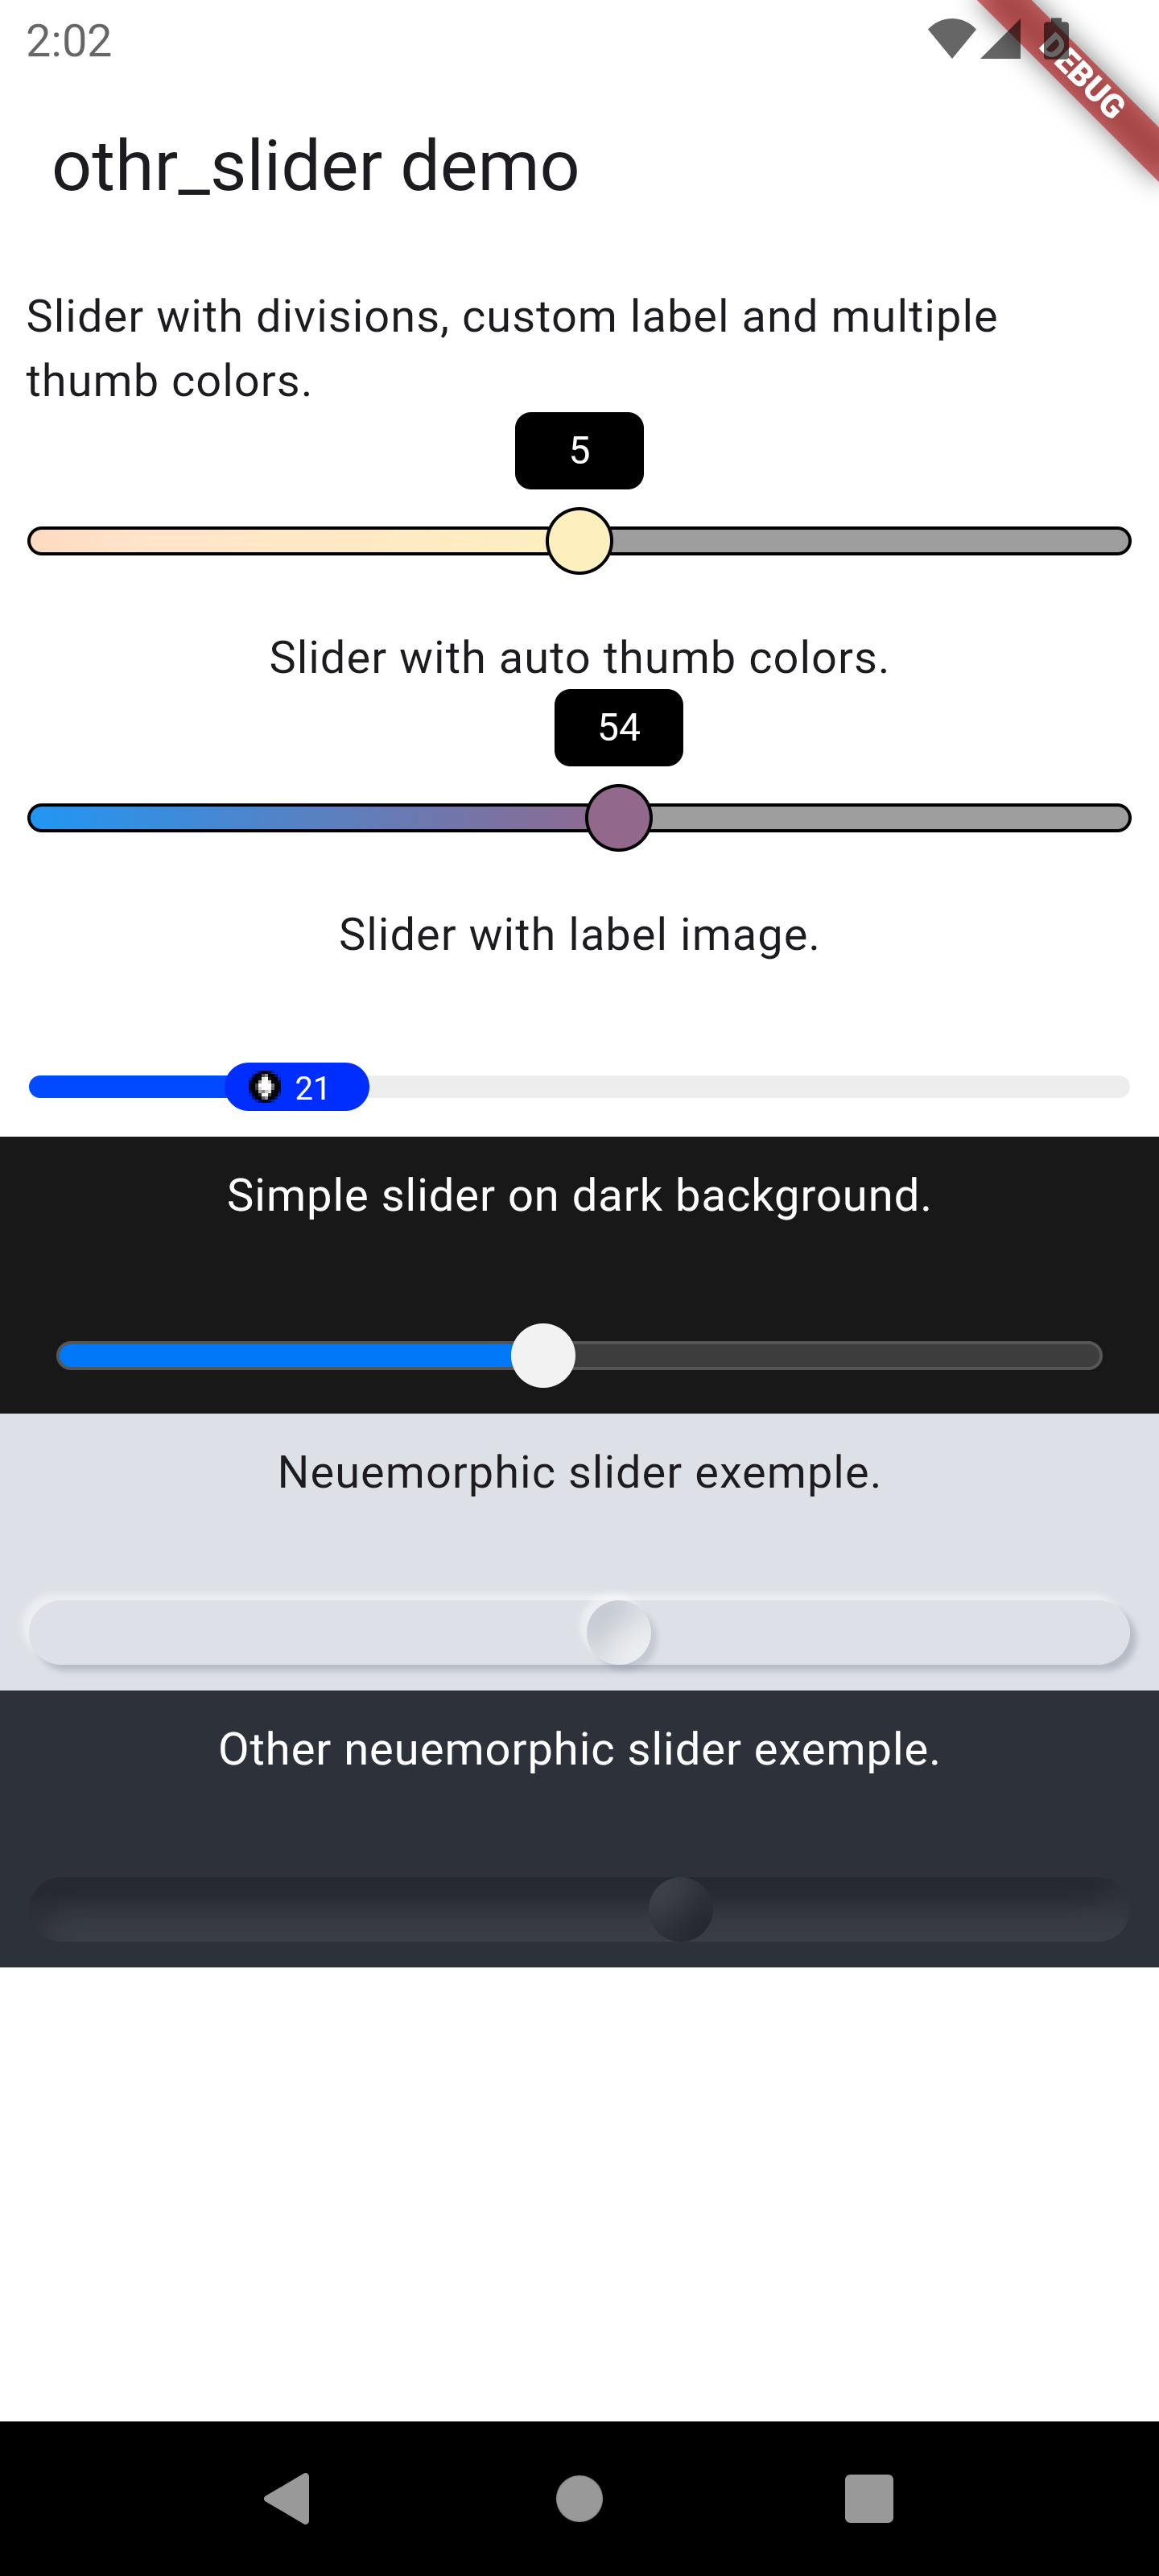 2:02
DEBUG
othr_slider demo
Slider with divisions, custom label and multiple
thumb colors.
5
Slider with auto thumb colors.
54
Slider with label image.
21
Simple slider on dark background.
Neuemorphic slider exemple.
Other neuemorphic slider exemple.